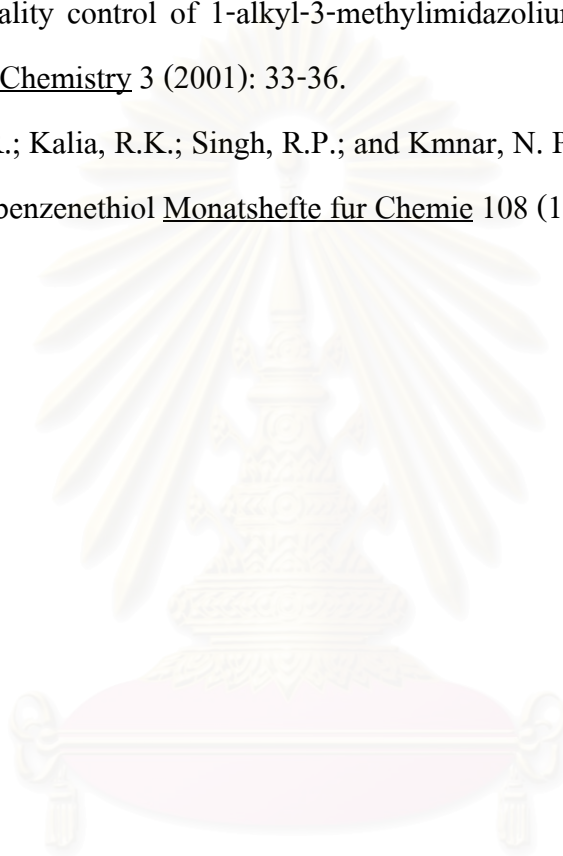 ality control of 1-alkyl-3-methylimidazoliu
Chemistry 3 (2001): 33-36.
.; Kalia, R.K.; Singh, R.P.; and Kmnar, N. F
benzenethiol Monatshefte fur Chemie 108 (1